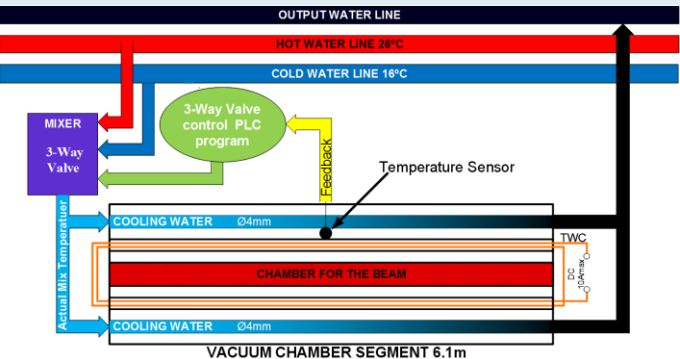 OUTPUT WATER LINE
HOT WATER LINE 26ºC
COLD WATER LINE 16ºC
MIXER
3-Way
Valve
3-Way Valve
control PLC
program
Feedback
Temperature Sensor
Actual Mix Temperatuer
COOLING WATER Ø4mm
TWC
CHAMBER FOR THE BEAM
DC
10Amax
COOLING WATER Ø4mm
VACUUM CHAMBER SEGMENT 6.1m